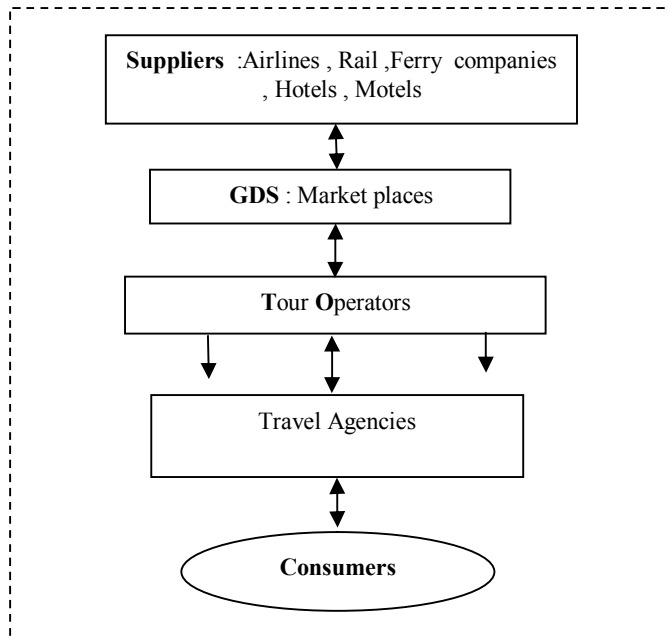 Suppliers :Airlines , Rail ,Ferry companies
, Hotels , Motels
GDS : Market places
Tour Operators
Travel Agencies
Consumers